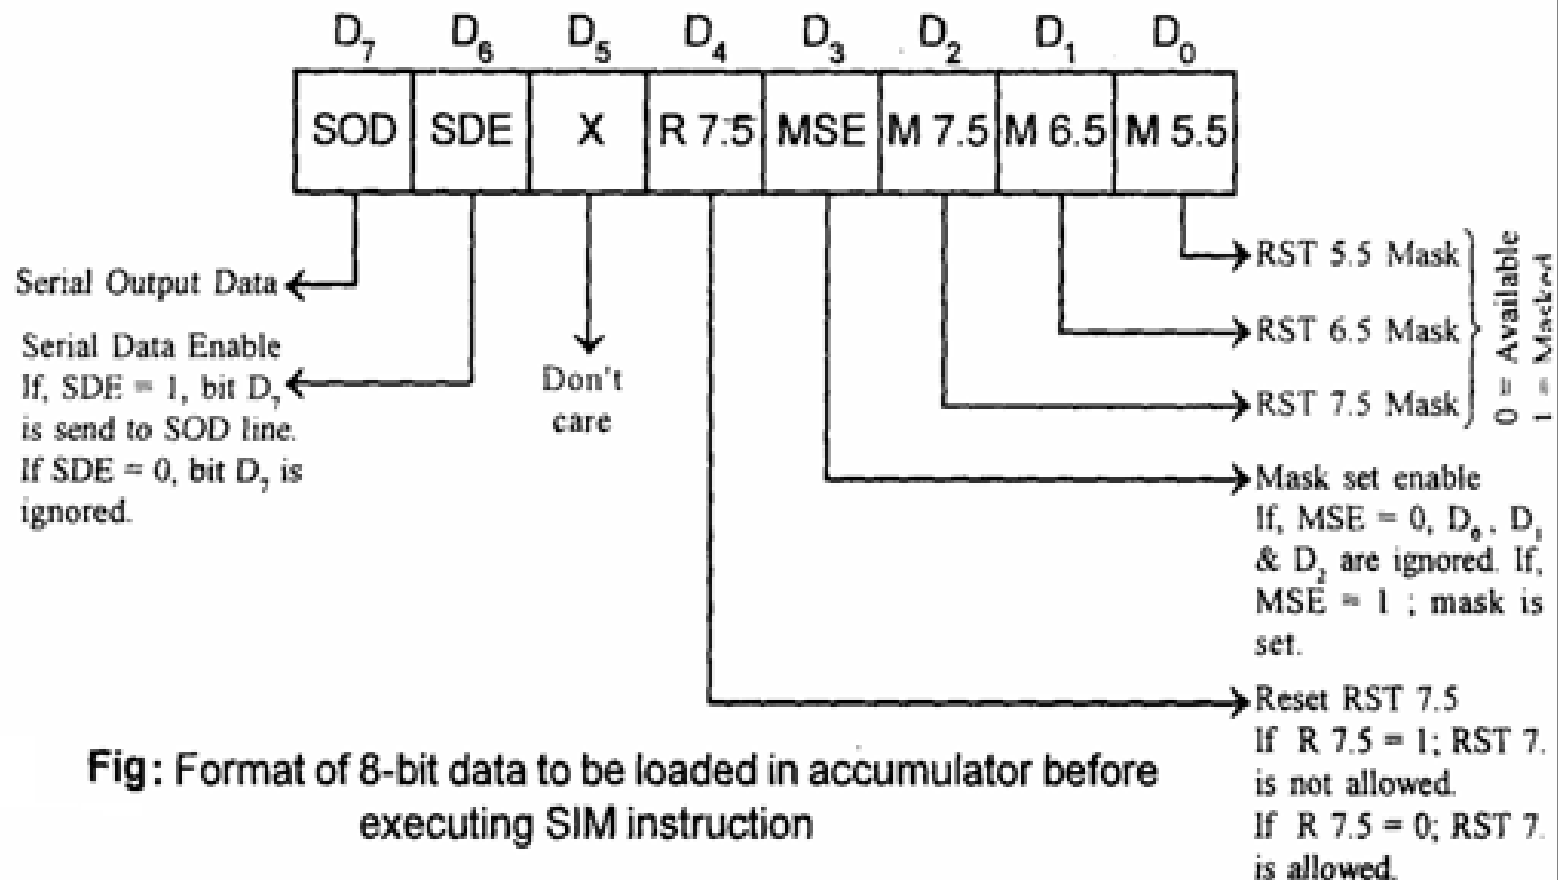 D7 D6 D5 D4 D3 D2 D1 D0
SOD SDE X R 7.5 MSE M 7.5 M 6.5 M 5.5
Serial Output Data
Serial Data Enable
If, SDE = 1, bit D7
is send to SOD line.
If SDE = 0, bit D7 is
ignored.
Don't
care
RST 5.5 Mask
RST 6.5 Mask
RST 7.5 Mask
0 = Available
1 = Masked
Mask set enable
If, MSE = 0, D0, D1
& D2 are ignored. If,
MSE = 1 ; mask is
set.
Reset RST 7.5
If R 7.5 = 1; RST 7.
is not allowed.
If R 7.5 = 0; RST 7.
is allowed.
Fig: Format of 8-bit data to be loaded in accumulator before
executing SIM instruction